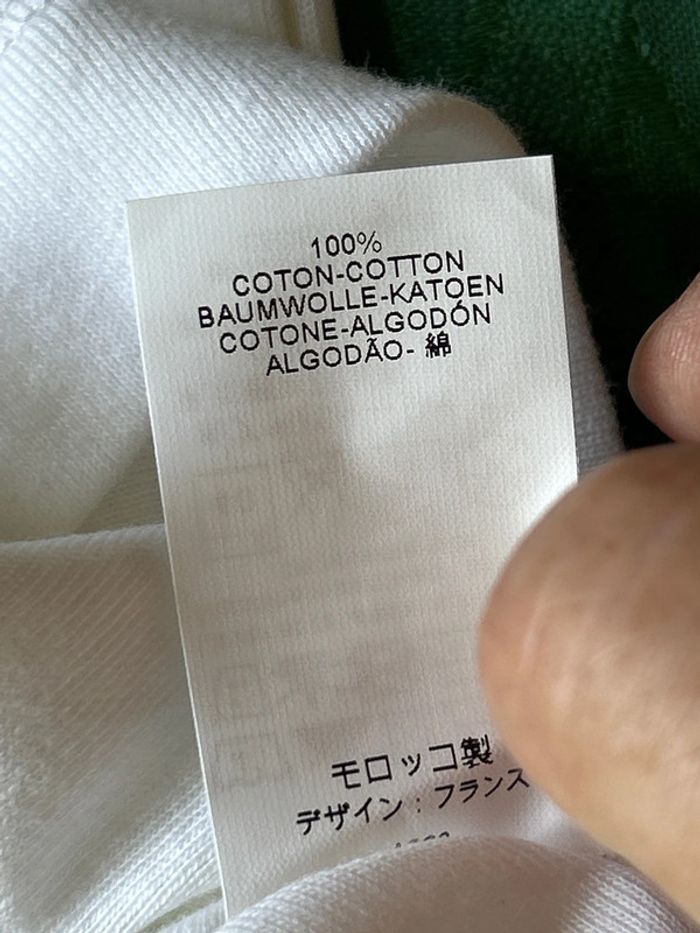 100%
COTON-COTTON
BAUMWOLLE-KATOEN
COTONE-ALGODÓN
ALGODÃO- 綿
モロッコ製
デザイン：フランス